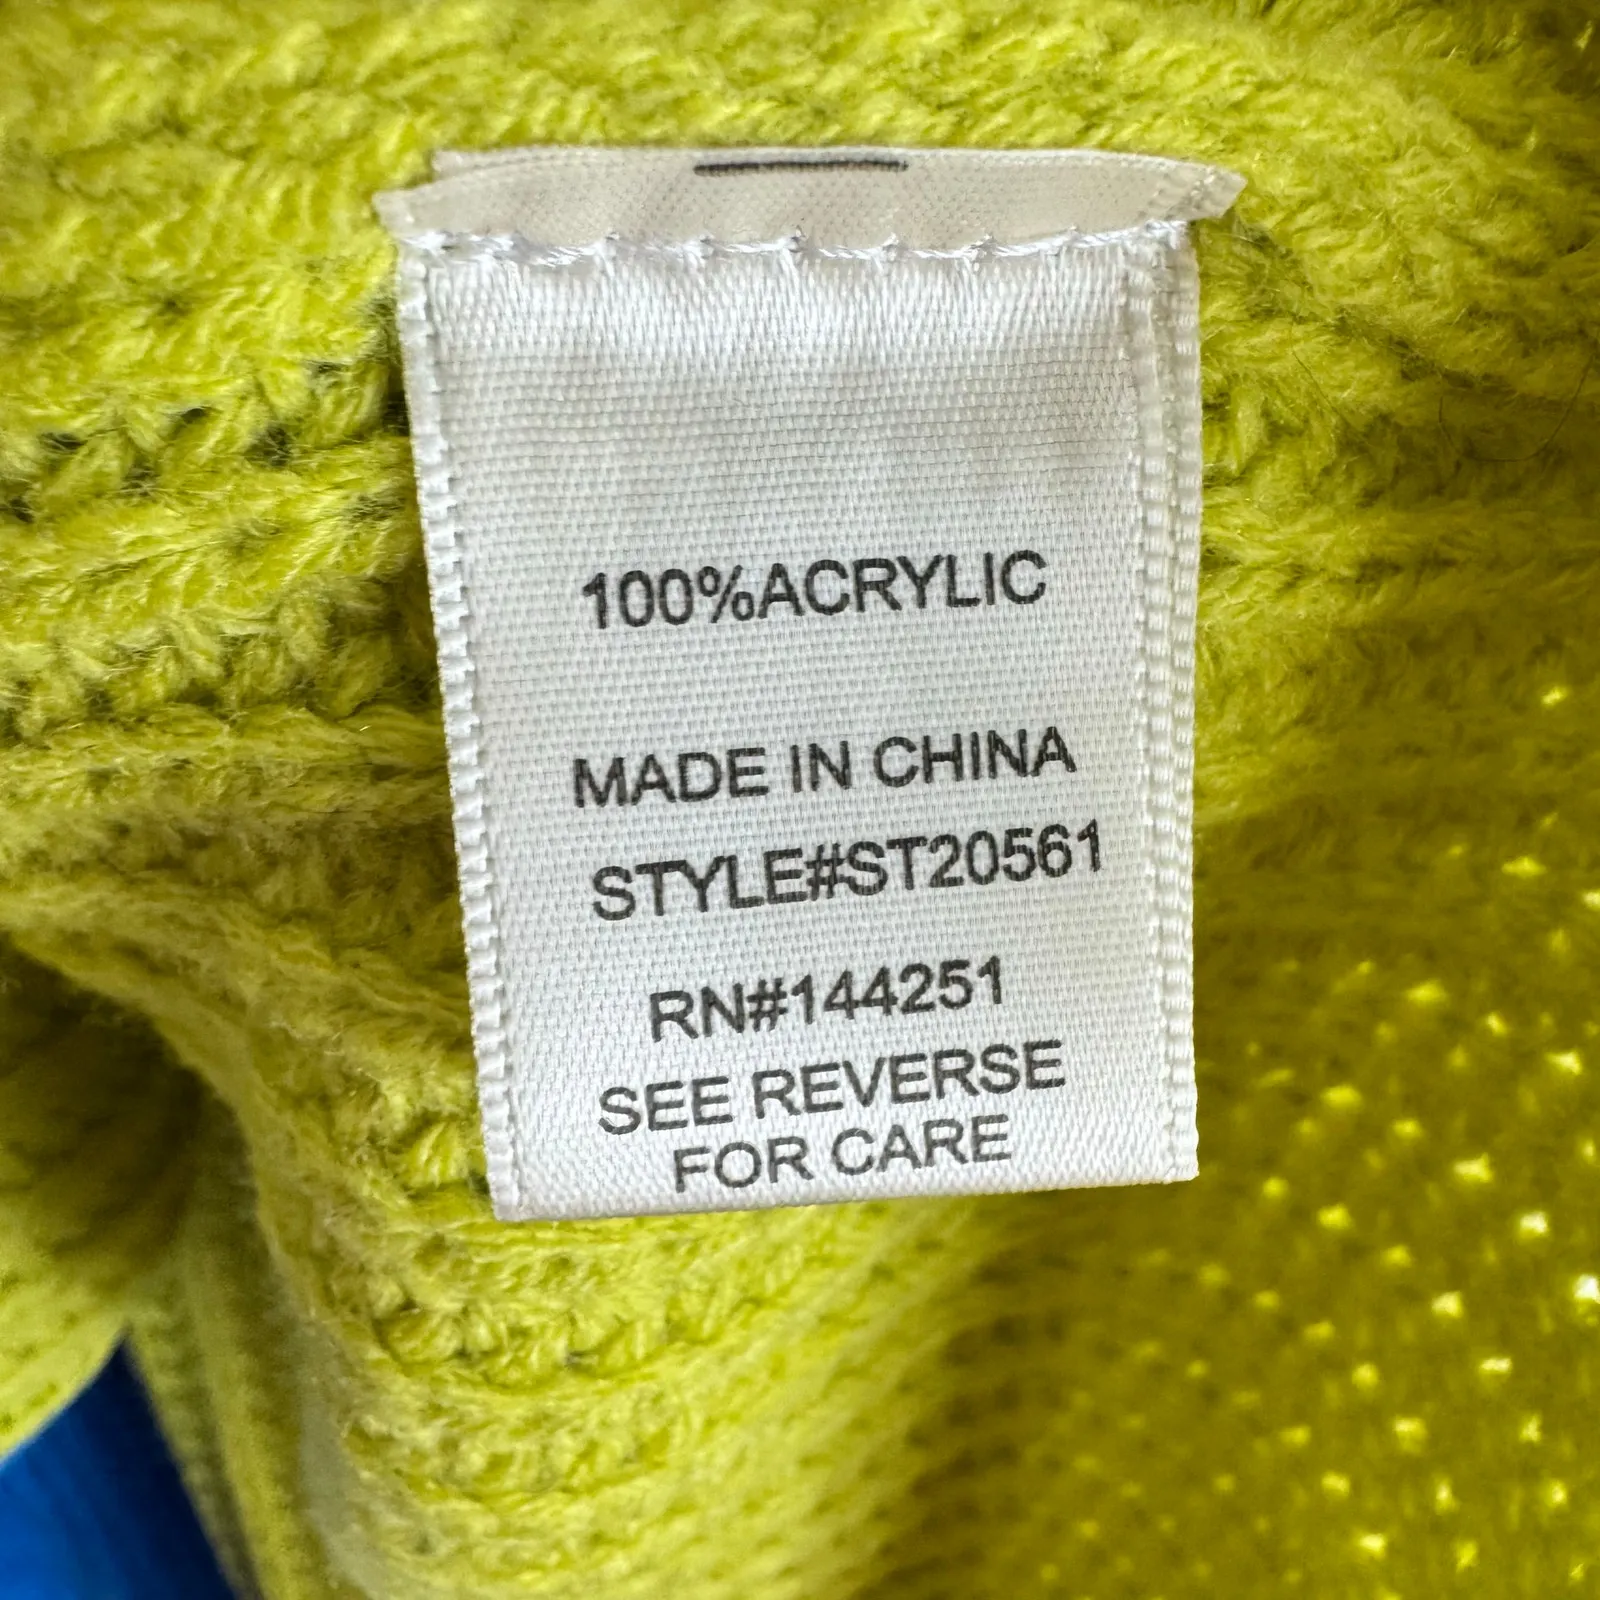 100%ACRYLIC
MADE IN CHINA
STYLE#ST20561
RN#144251
SEE REVERSE
FOR CARE